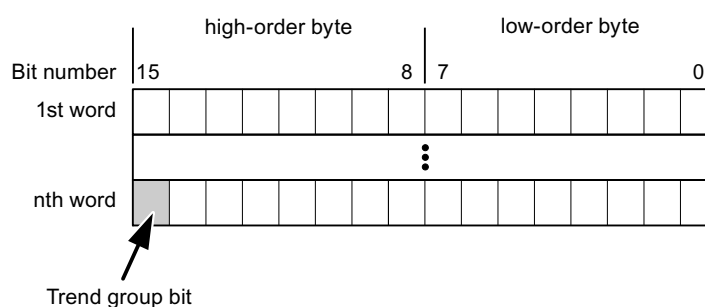 high-order byte low-order byte
Bit number 15 8 7 0
1st word
nth word
Trend group bit